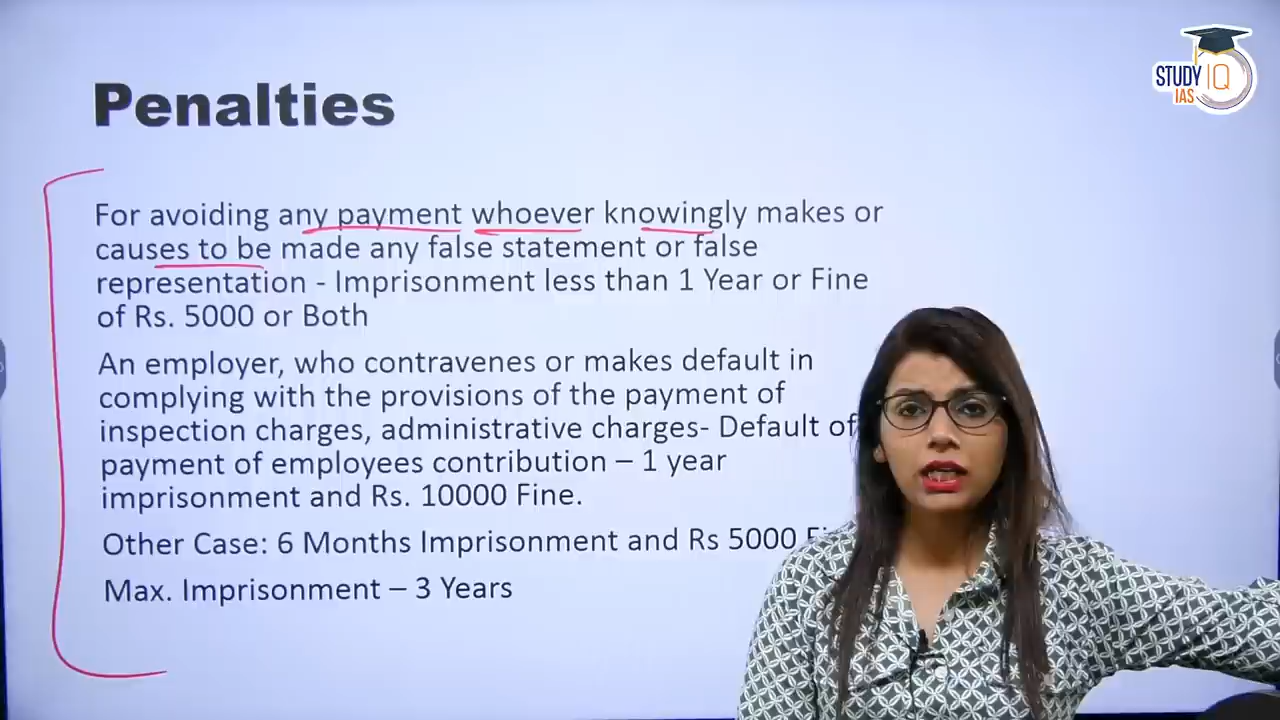 STUDY IQ
IAS
Penalties
For avoiding any payment whoever knowingly makes or
causes to be made any false statement or false
representation - Imprisonment less than 1 Year or Fine
of Rs. 5000 or Both
An employer, who contravenes or makes default in
complying with the provisions of the payment of
inspection charges, administrative charges- Default of
payment of employees contribution – 1 year
imprisonment and Rs. 10000 Fine.
Other Case: 6 Months Imprisonment and Rs 5000
Max. Imprisonment – 3 Years